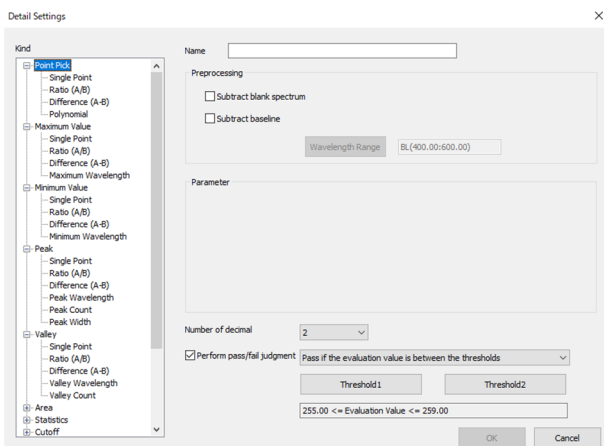 Detail Settings
Kind
Point Pick
Single Point
Ratio (A/B)
Difference (A-B)
Polynomial
Maximum Value
Single Point
Ratio (A/B)
Difference (A-B)
Maximum Wavelength
Minimum Value
Single Point
Ratio (A/B)
Difference (A-B)
Minimum Wavelength
Peak
Single Point
Ratio (A/B)
Difference (A-B)
Peak Wavelength
Peak Count
Peak Width
Valley
Single Point
Ratio (A/B)
Difference (A-B)
Valley Wavelength
Valley Count
Area
Statistics
Cutoff
Name
Preprocessing
Subtract blank spectrum
Subtract baseline
Wavelength Range BL(400.00:600.00)
Parameter
Number of decimal 2
Perform pass/fail judgment Pass if the evaluation value is between the thresholds
Threshold1 Threshold2
255.00 <= Evaluation Value <= 259.00
OK Cancel